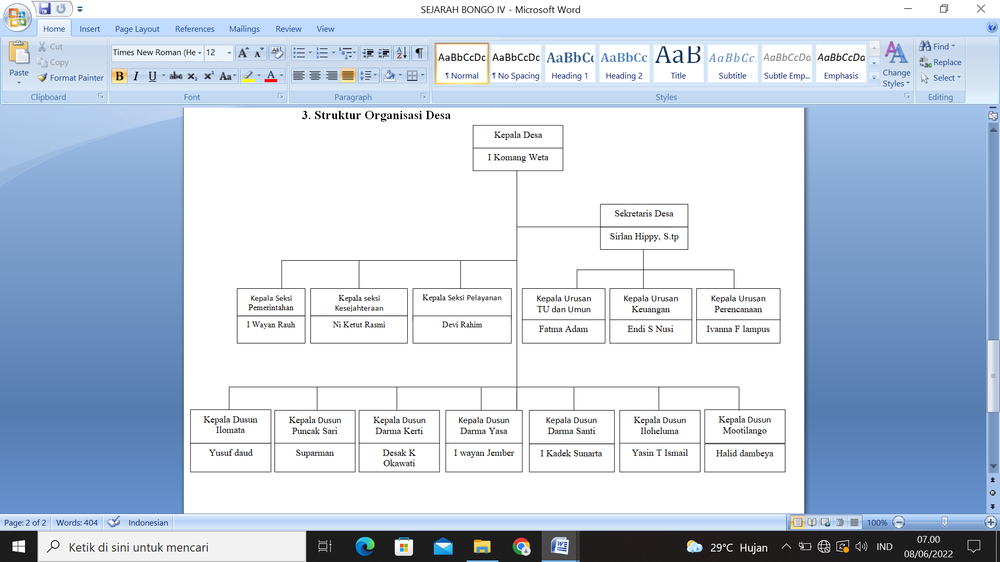 SEJARAH BONGO IV - Microsoft Word
Home Insert Page Layout References Mailings Review View
Paste
Cut
Copy
Format Painter
Clipboard
Times New Roman (He 12
B I U abc x₂ x² Aa A
Font
Paragraph
AaBbCcDc AaBbCcDc AaBbCc AaBbCc AaB AaBbCc. AaBbCcDa AaBbCcDa
¶ Normal ¶ No Spacing Heading 1 Heading 2 Title Subtitle Subtle Emp... Emphasis
Change
Styles
Styles
Find
Replace
Select
Editing
3. Struktur Organisasi Desa
Kepala Desa
I Komang Weta
Sekretaris Desa
Sirlan Hippy, S.tp
Kepala Seksi
Pemerintahan
I Wayan Rauh
Kepala seksi
Kesejahteraan
Ni Ketut Rasmi
Kepala Seksi Pelayanan
Devi Rahim
Kepala Urusan
TU dan Umun
Fatma Adam
Kepala Urusan
Keuangan
Endi S Nusi
Kepala Urusan
Perencanaan
Ivanna F lampus
Kepala Dusun
Ilomata
Yusuf daud
Kepala Dusun
Puncak Sari
Suparman
Kepala Dusun
Darma Kerti
Desak K
Okawati
Kepala Dusun
Darma Yasa
I wayan Jember
Kepala Dusun
Darma Santi
I Kadek Sunarta
Kepala Dusun
Iloheluma
Yasin T Ismail
Kepala Dusun
Mootilango
Halid dambeya
Page: 2 of 2 Words: 404 Indonesian 100%
Ketik di sini untuk mencari
29°C Hujan
IND
07.00
08/06/2022